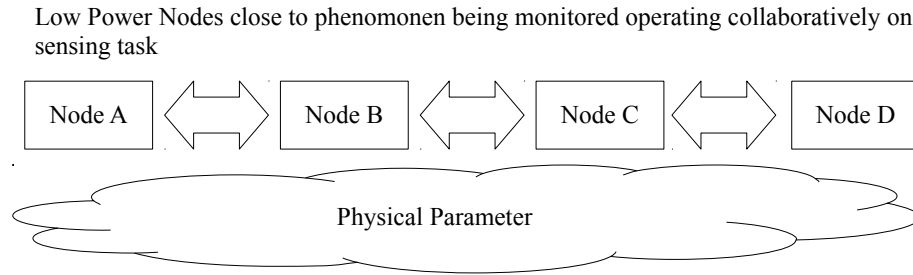 Low Power Nodes close to phenomonen being monitored operating collaboratively on
sensing task
Node A
Node B
Node C
Node D
Physical Parameter